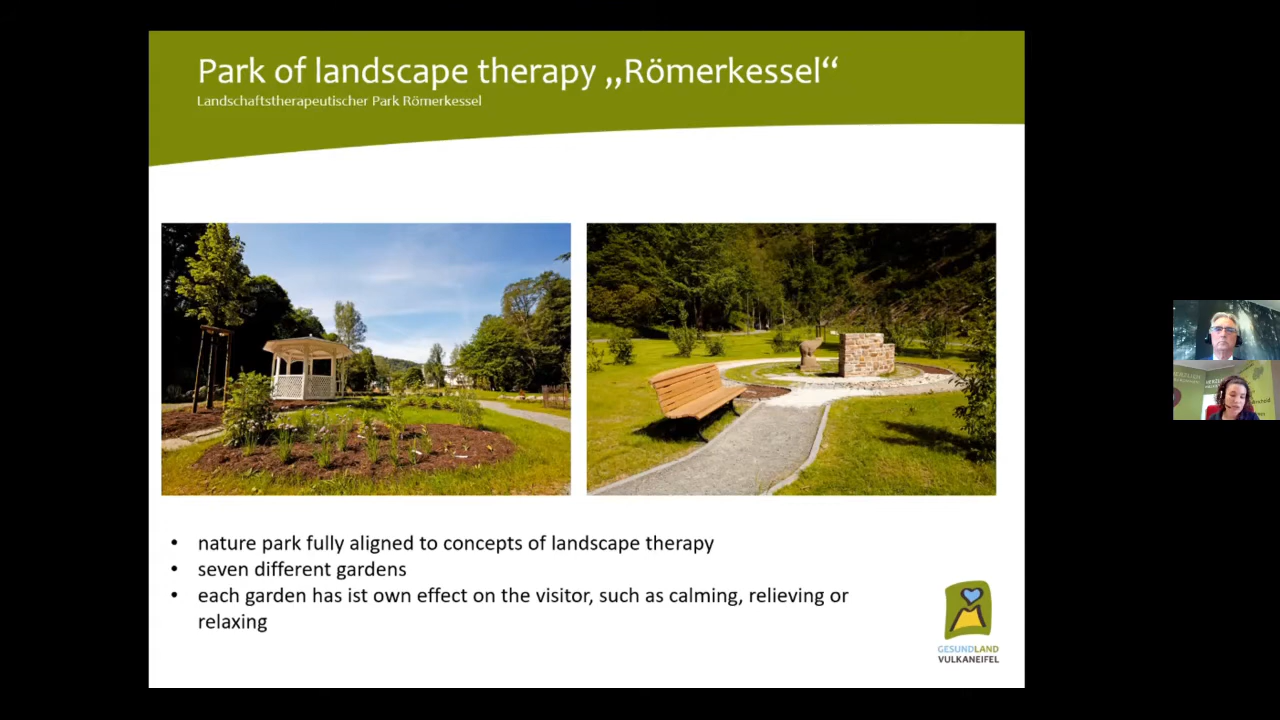 Park of landscape therapy „Römerkessel“
Landschaftstherapeutischer Park Römerkessel
• nature park fully aligned to concepts of landscape therapy
• seven different gardens
• each garden has ist own effect on the visitor, such as calming, relieving or
relaxing
GESUNDLAND
VULKANEIFEL